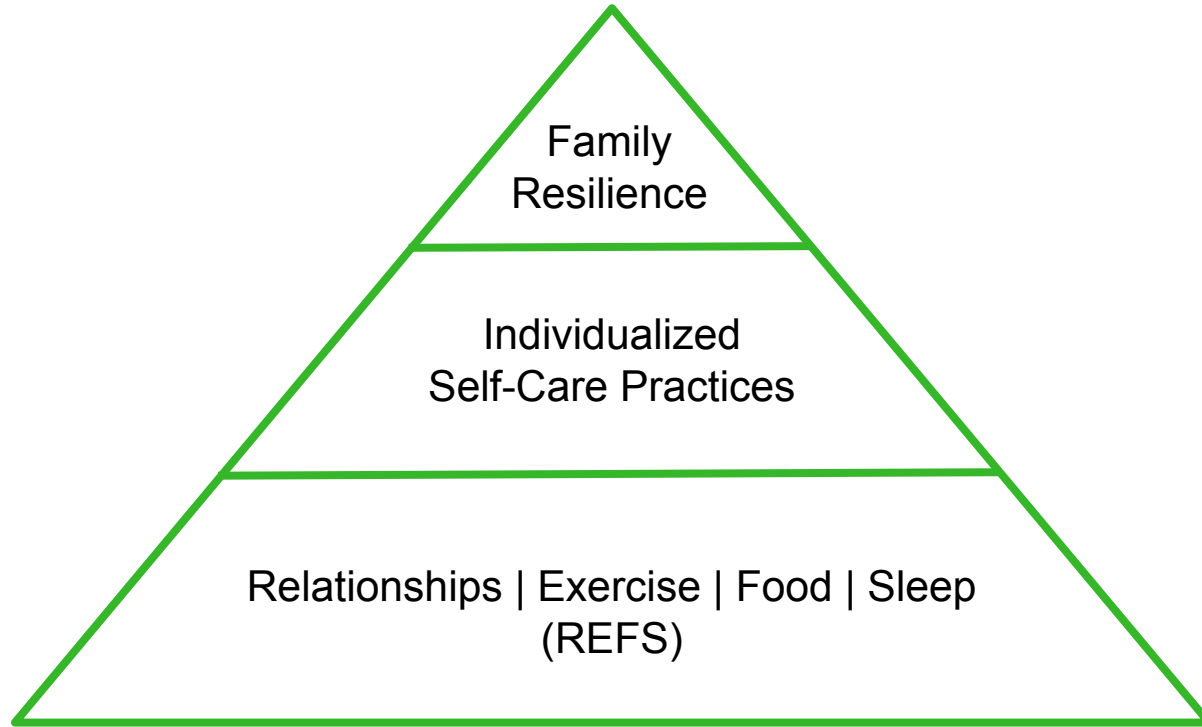 Family
Resilience
Individualized
Self-Care Practices
Relationships | Exercise | Food | Sleep
(REFS)